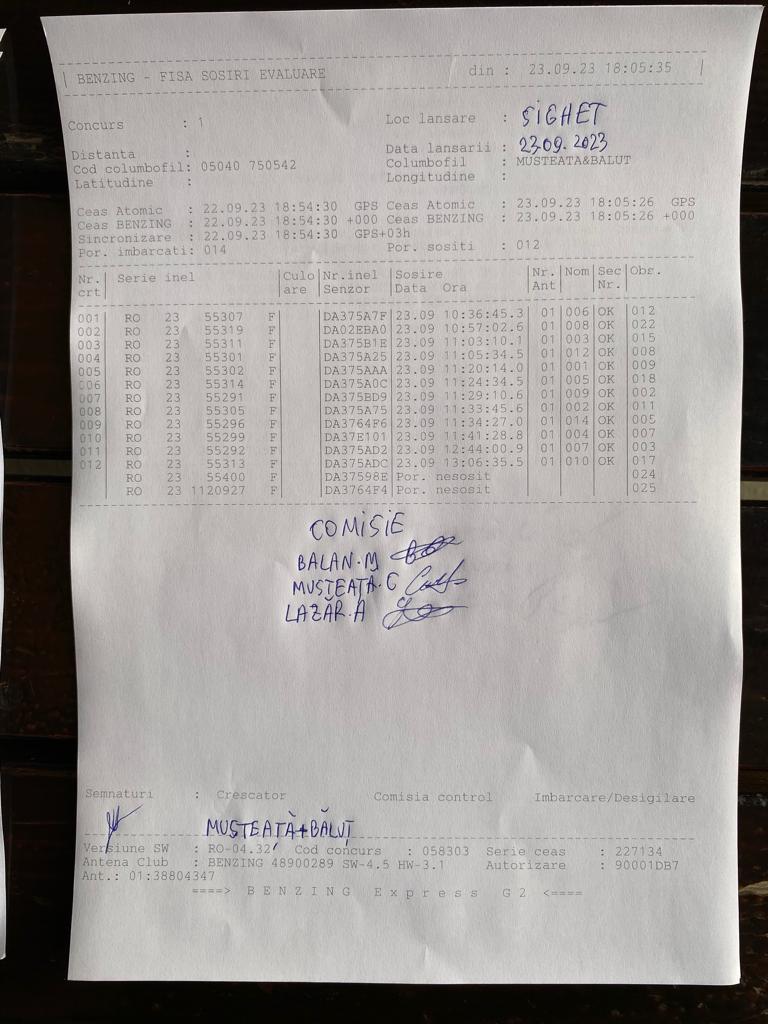 BENZING - FISA SOSIRI EVALUARE din : 23.09.23 18:05:35
Concurs : 1 Loc lansare : SIGHET
Distanta : Data lansarii : 23.09.2023
Cod columbofil: 05040 750542 Columbofil : MUSTEATA&BALUT
Latitudine : Longitudine :
Ceas Atomic : 22.09.23 18:54:30 GPS Ceas Atomic : 23.09.23 18:05:26 GPS
Ceas BENZING : 22.09.23 18:54:30 +000 Ceas BENZING : 23.09.23 18:05:26 +000
Sincronizare : 22.09.23 18:54:30 GPS+03h
Por. imbarcati: 014 Por. sositi : 012
Nr. | Serie inel |Culo |Nr.inel |Sosire |Nr.|Nom|Sec|Obs.
crt| |are |Senzor |Data Ora |Ant| |Nr.|
001 | RO 23 55307 F | |DA375A7F|23.09 10:36:45.3|01|006|OK |012
002 | RO 23 55319 F | |DA02EBA0|23.09 10:57:02.6|01|008|OK |022
003 | RO 23 55311 F | |DA375B1E|23.09 11:03:10.1|01|003|OK |015
004 | RO 23 55301 F | |DA375A25|23.09 11:05:34.5|01|012|OK |008
005 | RO 23 55302 F | |DA375AAA|23.09 11:20:14.0|01|001|OK |009
006 | RO 23 55314 F | |DA375A0C|23.09 11:24:34.5|01|005|OK |018
007 | RO 23 55291 F | |DA375BD9|23.09 11:29:10.6|01|009|OK |002
008 | RO 23 55305 F | |DA375A75|23.09 11:33:45.6|01|002|OK |011
009 | RO 23 55296 F | |DA3764F6|23.09 11:34:27.0|01|014|OK |005
010 | RO 23 55299 F | |DA37E101|23.09 11:41:28.8|01|004|OK |007
011 | RO 23 55292 F | |DA375AD2|23.09 12:44:00.9|01|007|OK |003
012 | RO 23 55313 F | |DA375ADC|23.09 13:06:35.5|01|010|OK |017
RO 23 55400 F | |DA37598E|Por. nesosit | | | |024
RO 23 1120927 F | |DA3764F4|Por. nesosit | | | |025
COMISIE
BALAN.M
MUSTEAȚA.C
LAZĂR.A
Semnaturi : Crescator Comisia control Imbarcare/Desigilare
MUȘTEAȚĂ+BĂLUȚ
Versiune SW : RO-04.32 Cod concurs : 058303 Serie ceas : 227134
Antena Club : BENZING 48900289 SW-4.5 HW-3.1 Autorizare : 90001DB7
Ant.: 01:38804347
====> B E N Z I N G E x p r e s s G 2 <====